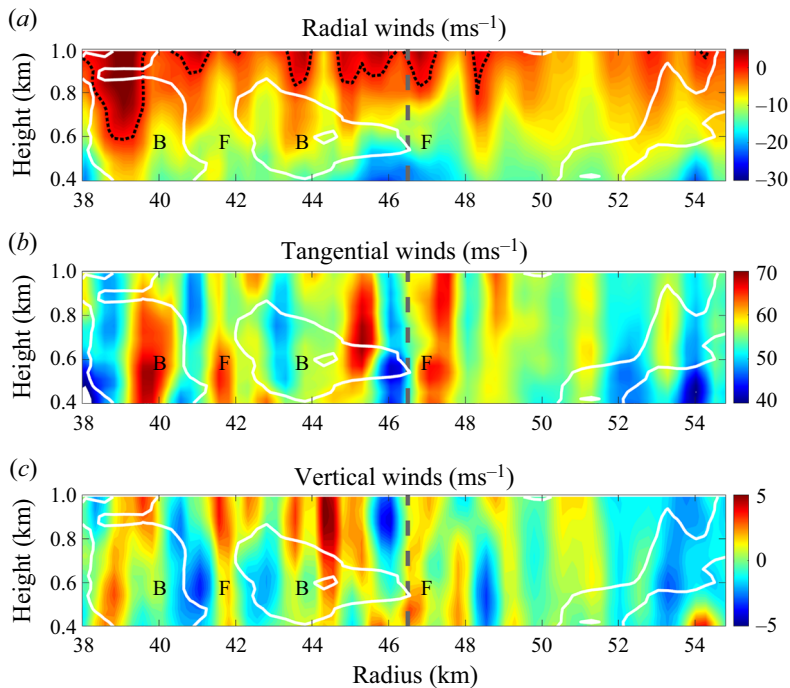 (a) Radial winds (ms–1)
Height (km)
1.0
0.8
0.6
0.4
B F B F
0
–10
–20
–30
38 40 42 44 46 48 50 52 54
(b) Tangential winds (ms–1)
Height (km)
1.0
0.8
0.6
0.4
B F B F
70
60
50
40
38 40 42 44 46 48 50 52 54
(c) Vertical winds (ms–1)
Height (km)
1.0
0.8
0.6
0.4
B F B F
5
0
–5
38 40 42 44 46 48 50 52 54
Radius (km)